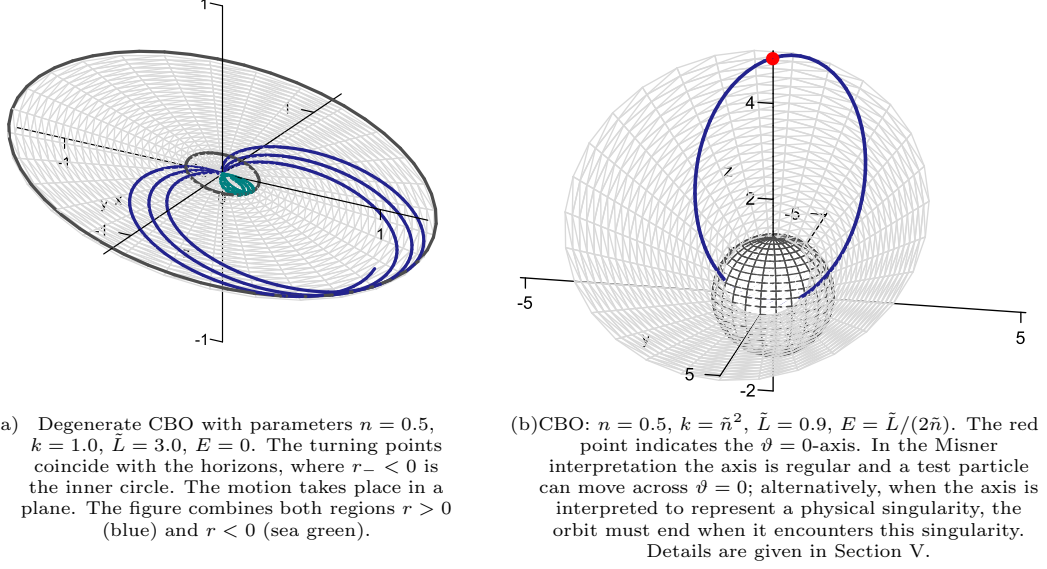 1
-1
1
-1
1
y
x
-1
4
z
2
-5
-5
5
y
5
-2
a) Degenerate CBO with parameters n = 0.5,
k = 1.0, L̃ = 3.0, E = 0. The turning points
coincide with the horizons, where r₋ < 0 is
the inner circle. The motion takes place in a
plane. The figure combines both regions r > 0
(blue) and r < 0 (sea green).
(b)CBO: n = 0.5, k = ñ², L̃ = 0.9, E = L̃/(2ñ). The red
point indicates the ϑ = 0-axis. In the Misner
interpretation the axis is regular and a test particle
can move across ϑ = 0; alternatively, when the axis is
interpreted to represent a physical singularity, the
orbit must end when it encounters this singularity.
Details are given in Section V.